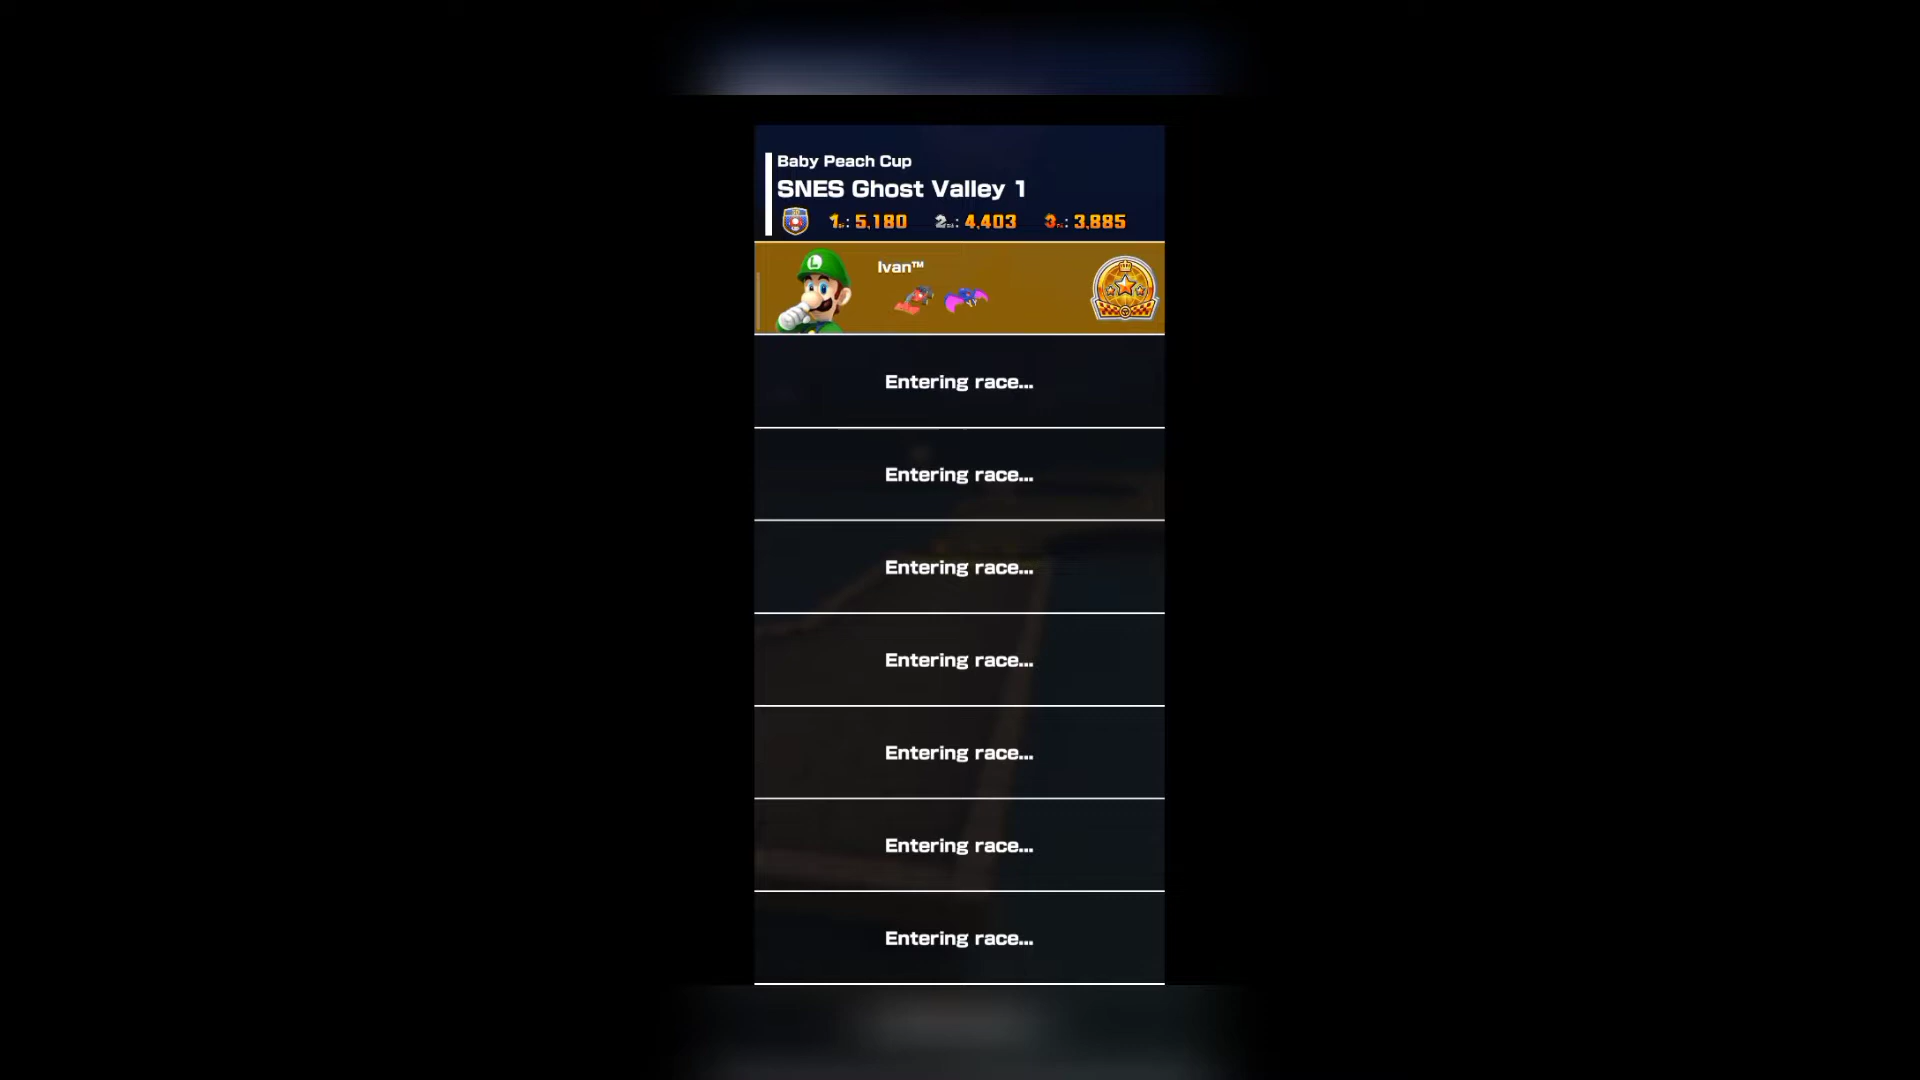 Baby Peach Cup
SNES Ghost Valley 1
1st: 5,180 2nd: 4,403 3rd: 3,885
Ivan™
Entering race...
Entering race...
Entering race...
Entering race...
Entering race...
Entering race...
Entering race...